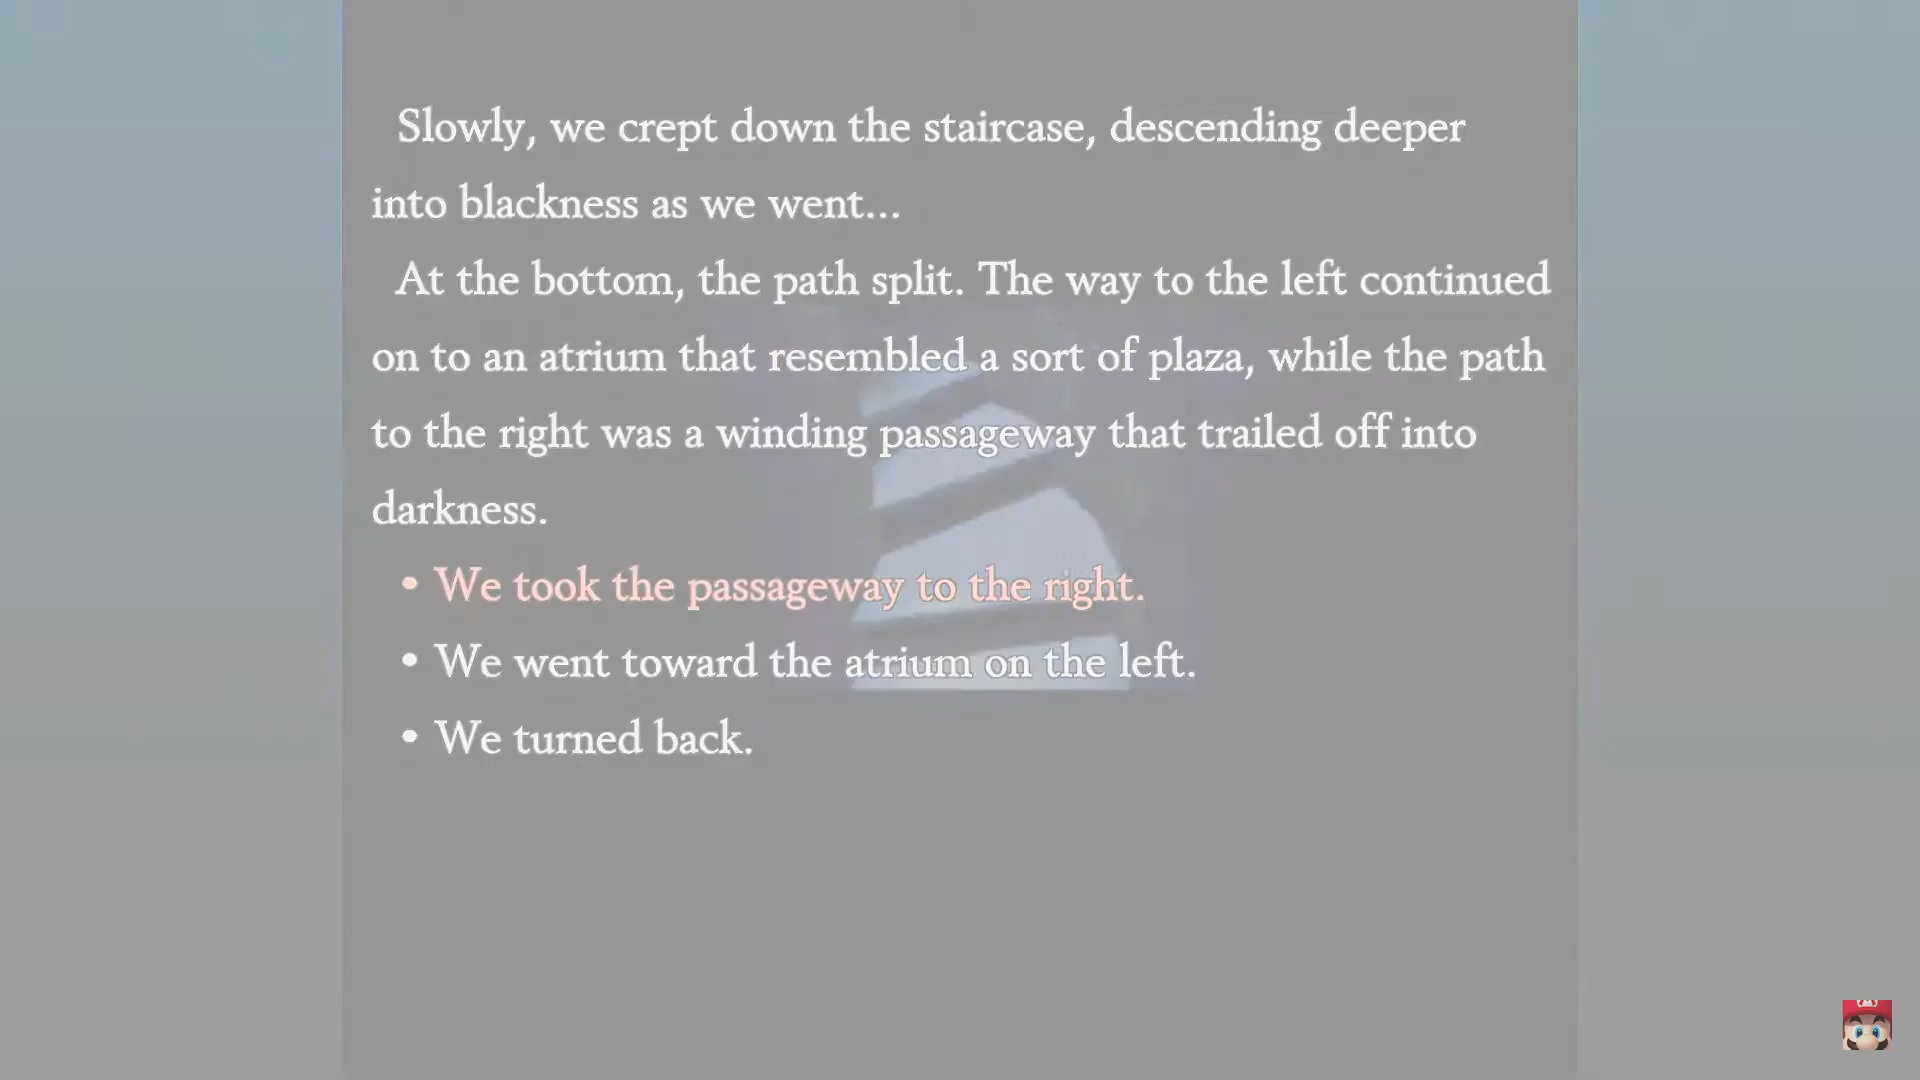 Slowly, we crept down the staircase, descending deeper
into blackness as we went...
At the bottom, the path split. The way to the left continued
on to an atrium that resembled a sort of plaza, while the path
to the right was a winding passageway that trailed off into
darkness.
• We took the passageway to the right.
• We went toward the atrium on the left.
• We turned back.
M